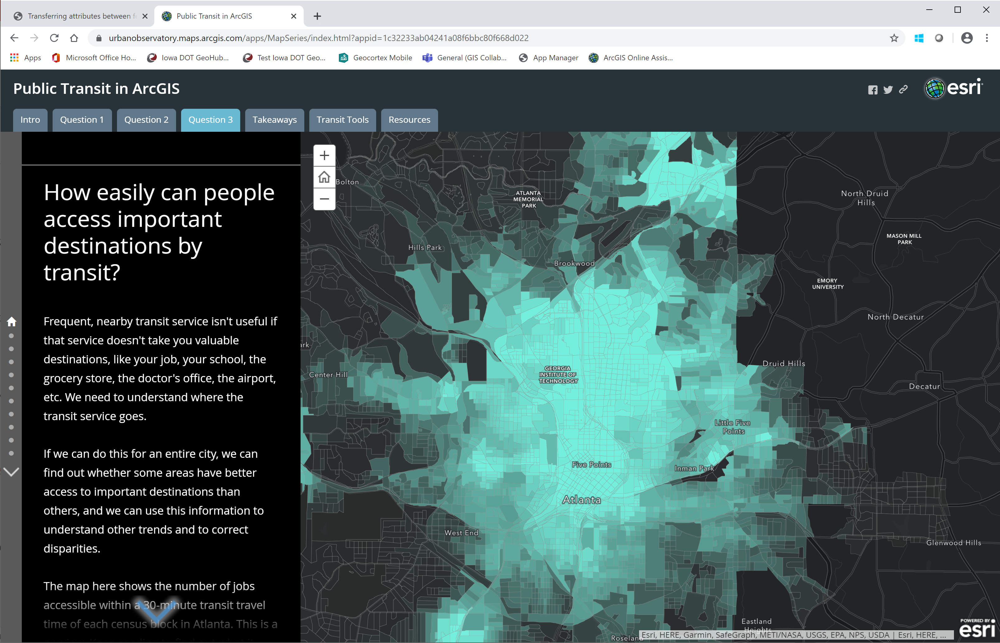 Transferring attributes between fe
Public Transit in ArcGIS
urbanobservatory.maps.arcgis.com/apps/MapSeries/index.html?appid=1c32233ab04241a08f6bbc80f668d022
Apps
Microsoft Office Ho...
Iowa DOT GeoHub...
Test Iowa DOT Geo...
Geocortex Mobile
General (GIS Collab...
App Manager
ArcGIS Online Assis...
Public Transit in ArcGIS
esri
Intro
Question 1
Question 2
Question 3
Takeaways
Transit Tools
Resources
How easily can people
access important
destinations by
transit?
Frequent, nearby transit service isn't useful if
that service doesn't take you valuable
destinations, like your job, your school, the
grocery store, the doctor's office, the airport,
etc. We need to understand where the
transit service goes.
If we can do this for an entire city, we can
find out whether some areas have better
access to important destinations than
others, and we can use this information to
understand other trends and to correct
disparities.
The map here shows the number of jobs
accessible within a 30-minute transit travel
time of each census block in Atlanta. This is a
Bolton
ATLANTA
MEMORIAL
PARK
North Druid
Hills
MASON MILL
PARK
Hills Park
Brookwood
EMORY
UNIVERSITY
North Decatur
ark
Center Hill
GEORGIA
INSTITUTE OF
TECHNOLOGY
Druid Hills
Decatur
Little Five
Points
Five Points
Inman Park
Atlanta
West End
Glenwood Hills
Eastland
Heights
Roseland
Esri, HERE, Garmin, SafeGraph, METI/NASA, USGS, EPA, NPS, USDA | Esri, HERE, ...
POWERED BY
esri